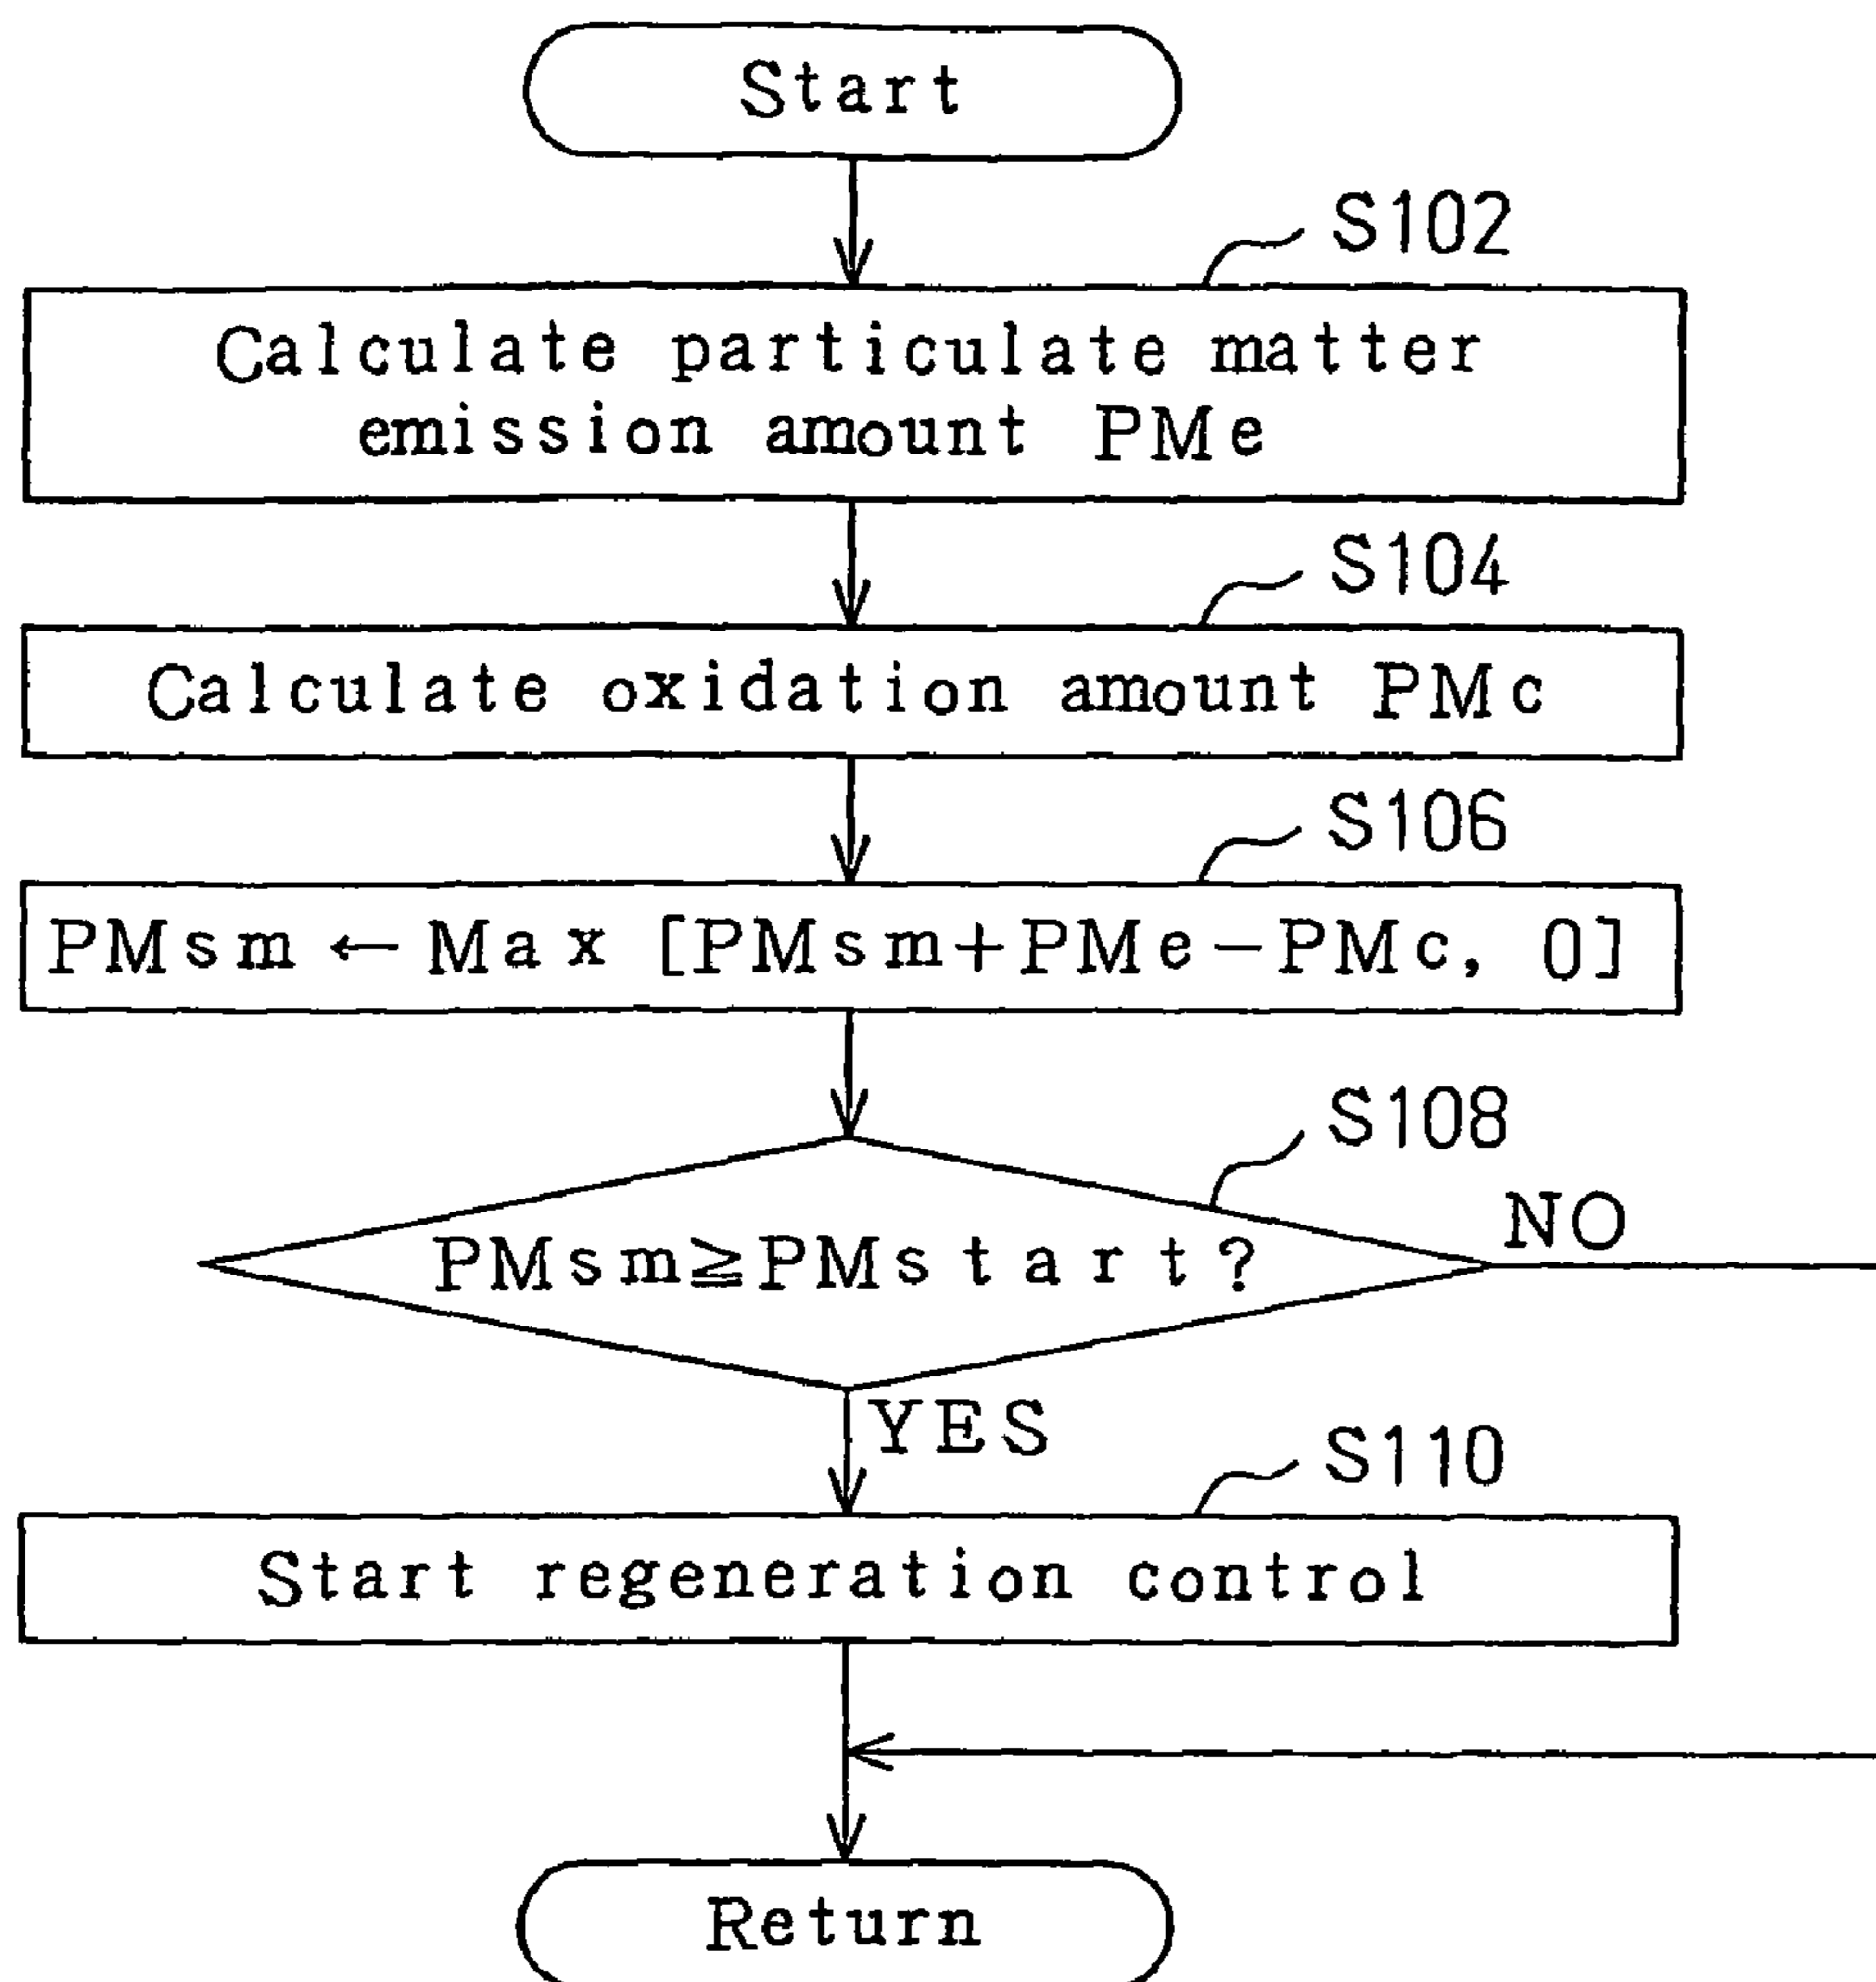 Start
S102
Calculate particulate matter
emission amount PMe
S104
Calculate oxidation amount PMc
S106
PMsm ← Max [PMsm+PMe−PMc, 0]
S108
PMsm≧PMstart?
NO
YES
S110
Start regeneration control
Return